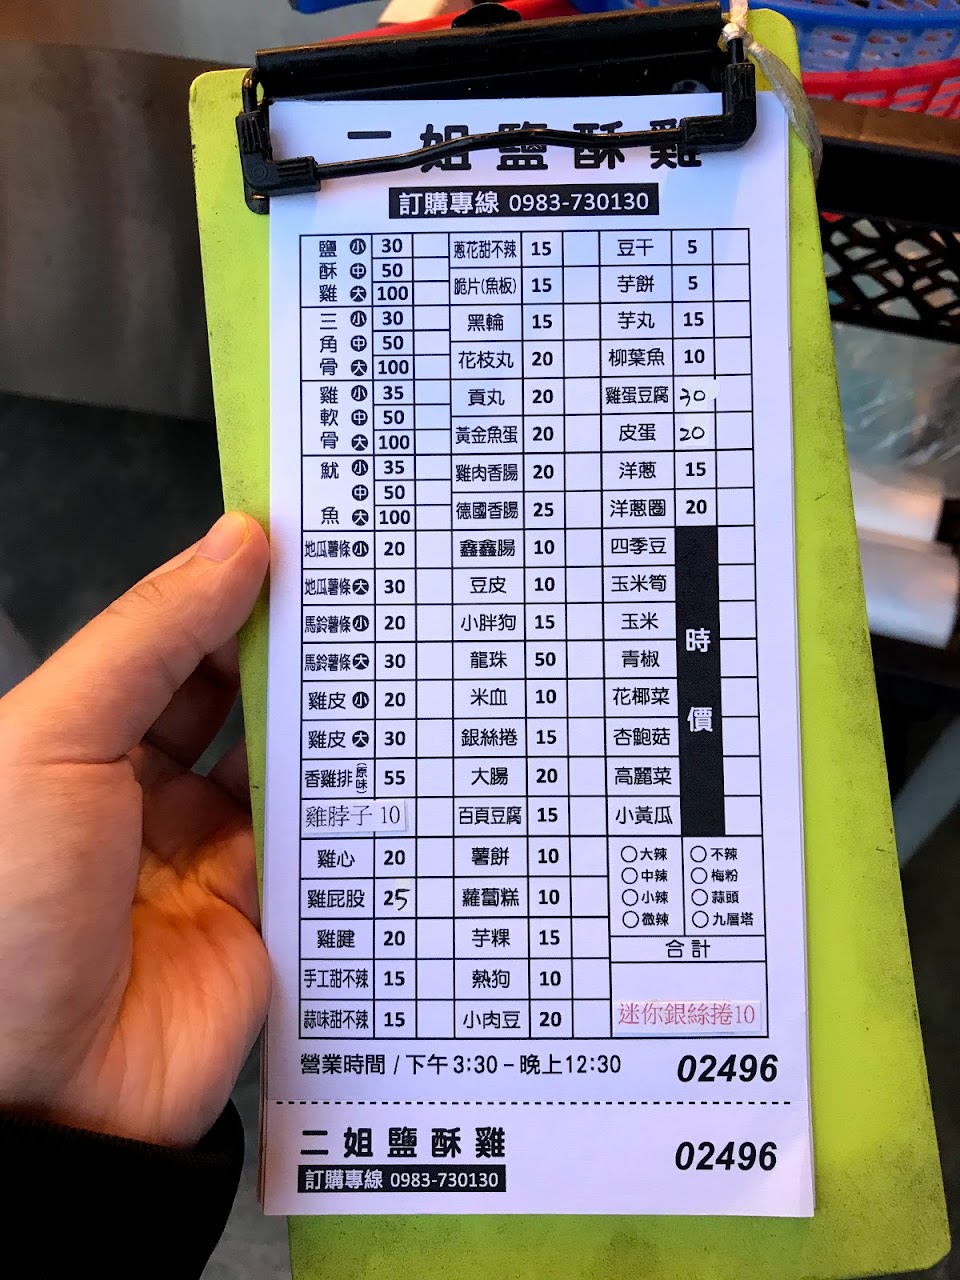 二姐鹽酥雞
訂購專線 0983-730130
鹽酥雞 小 30
中 50
大 100
三角骨 小 30
中 50
大 100
雞軟骨 小 35
中 50
大 100
魷魚 小 35
中 50
大 100
地瓜薯條 小 20
地瓜薯條 大 30
馬鈴薯條 小 20
馬鈴薯條 大 30
雞皮 小 20
雞皮 大 30
香雞排(原味) 55
雞脖子 10
雞心 20
雞屁股 25
雞腱 20
手工甜不辣 15
蒜味甜不辣 15
蔥花甜不辣 15
脆片(魚板) 15
黑輪 15
花枝丸 20
貢丸 20
黃金魚蛋 20
雞肉香腸 20
德國香腸 25
鑫鑫腸 10
豆皮 10
小胖狗 15
龍珠 50
米血 10
銀絲捲 15
大腸 20
百頁豆腐 15
薯餅 10
蘿蔔糕 10
芋粿 15
熱狗 10
小肉豆 20
豆干 5
芋餅 5
芋丸 15
柳葉魚 10
雞蛋豆腐 30
皮蛋 20
洋蔥 15
洋蔥圈 20
四季豆
玉米筍
玉米
青椒
花椰菜
杏鮑菇
高麗菜
小黃瓜
時價
○大辣 ○不辣
○中辣 ○梅粉
○小辣 ○蒜頭
○微辣 ○九層塔
合計
迷你銀絲捲10
營業時間 / 下午 3:30 – 晚上12:30 02496
二姐鹽酥雞 02496
訂購專線 0983-730130